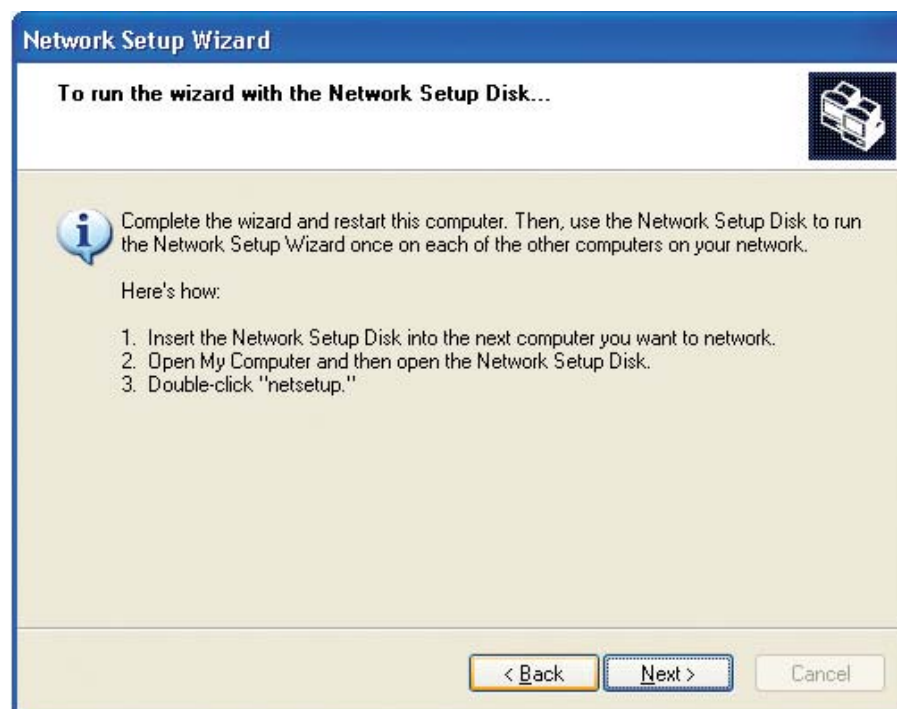 Network Setup Wizard
To run the wizard with the Network Setup Disk...
Complete the wizard and restart this computer. Then, use the Network Setup Disk to run
the Network Setup Wizard once on each of the other computers on your network.
Here's how:
1. Insert the Network Setup Disk into the next computer you want to network.
2. Open My Computer and then open the Network Setup Disk.
3. Double-click "netsetup."
< Back
Next >
Cancel